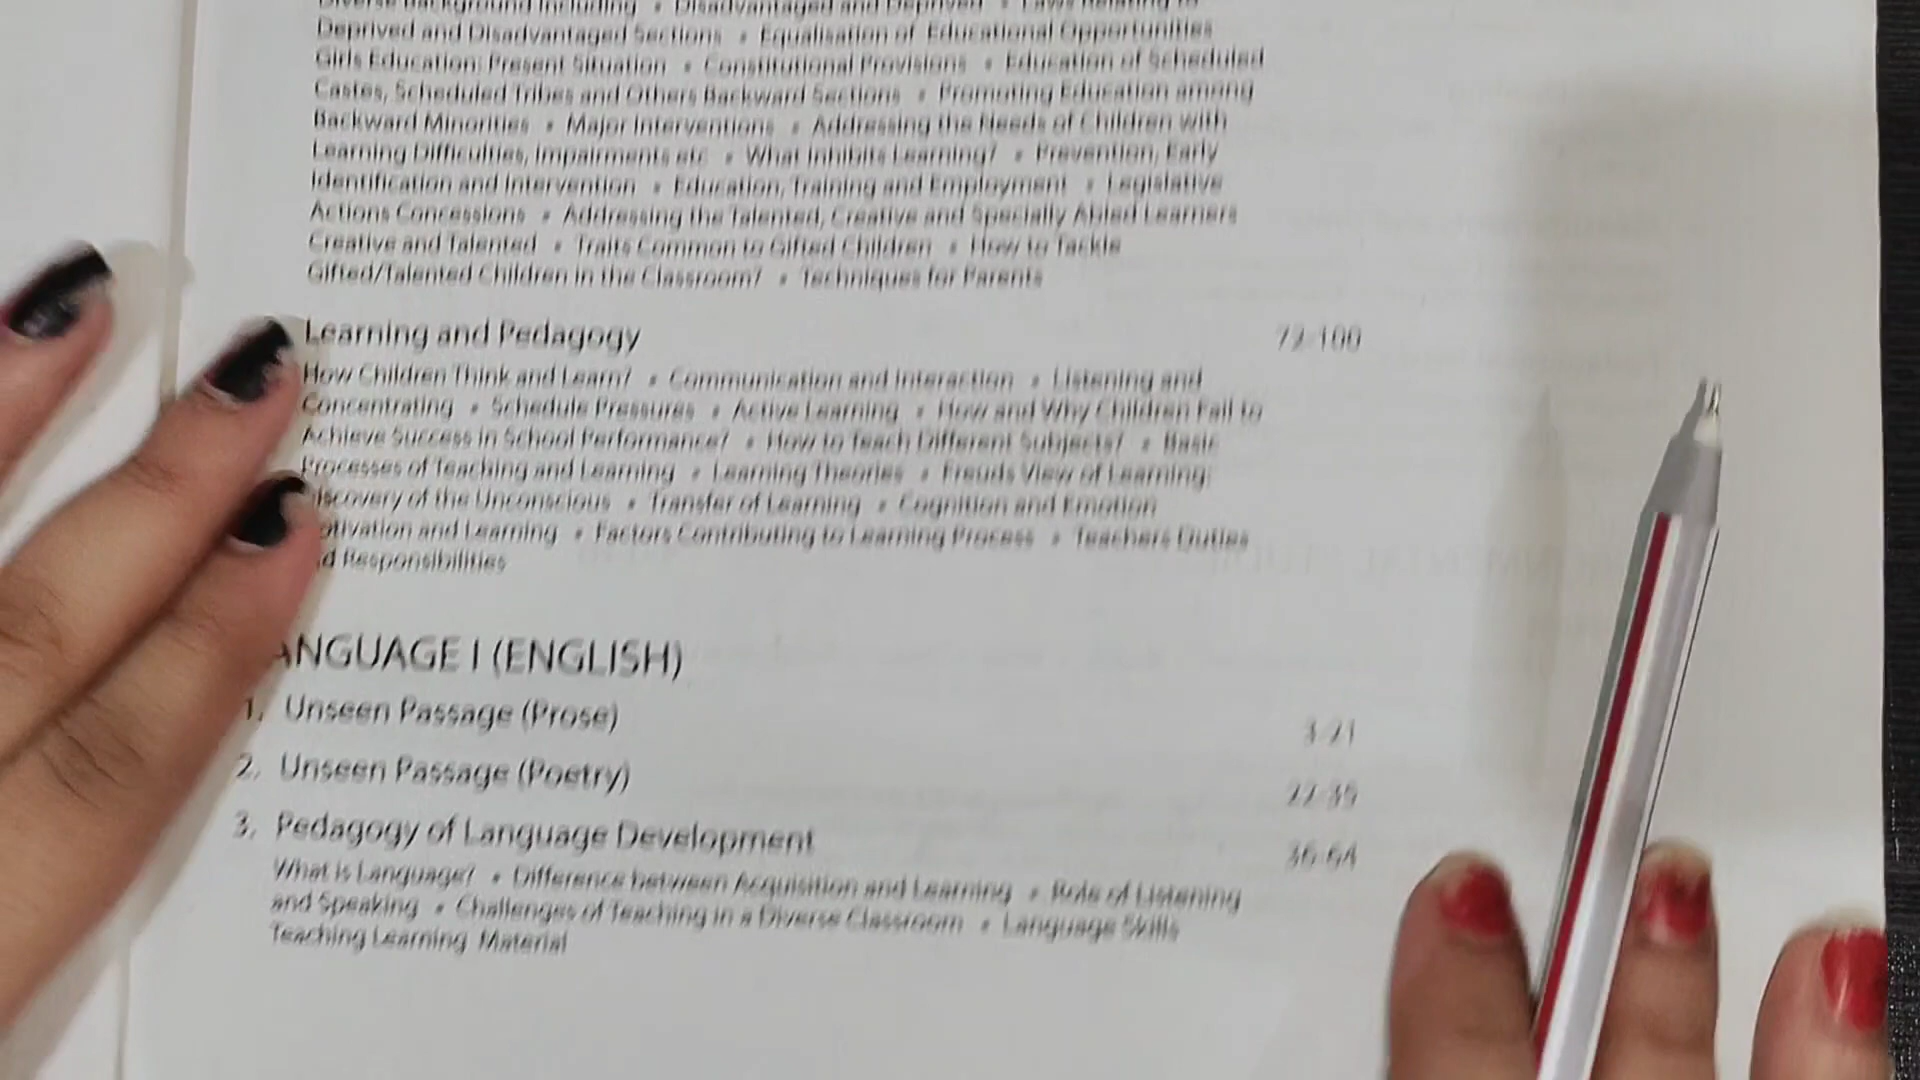 Diverse Background Including • Disadvantaged and Deprived • Laws Relating to
Deprived and Disadvantaged Sections • Equalisation of Educational Opportunities
Girls Education: Present Situation • Constitutional Provisions • Education of Scheduled
Castes, Scheduled Tribes and Others Backward Sections • Promoting Education among
Backward Minorities • Major Interventions • Addressing the Needs of Children with
Learning Difficulties, Impairments etc • What Inhibits Learning? • Prevention, Early
Identification and Intervention • Education, Training and Employment • Legislative
Actions Concessions • Addressing the Talented, Creative and Specially Abled Learners
Creative and Talented • Traits Common to Gifted Children • How to Tackle
Gifted/Talented Children in the Classroom? • Techniques for Parents
Learning and Pedagogy 72-100
How Children Think and Learn? • Communication and Interaction • Listening and
Concentrating • Schedule Pressures • Active Learning • How and Why Children Fail to
Achieve Success in School Performance? • How to Teach Different Subjects? • Basic
Processes of Teaching and Learning • Learning Theories • Freuds View of Learning:
iscovery of the Unconscious • Transfer of Learning • Cognition and Emotion
otivation and Learning • Factors Contributing to Learning Process • Teachers Duties
d Responsibilities
ANGUAGE I (ENGLISH)
1. Unseen Passage (Prose) 3-21
2. Unseen Passage (Poetry) 22-35
3. Pedagogy of Language Development 36-64
What is Language? • Difference between Acquisition and Learning • Role of Listening
and Speaking • Challenges of Teaching in a Diverse Classroom • Language Skills
Teaching Learning Material